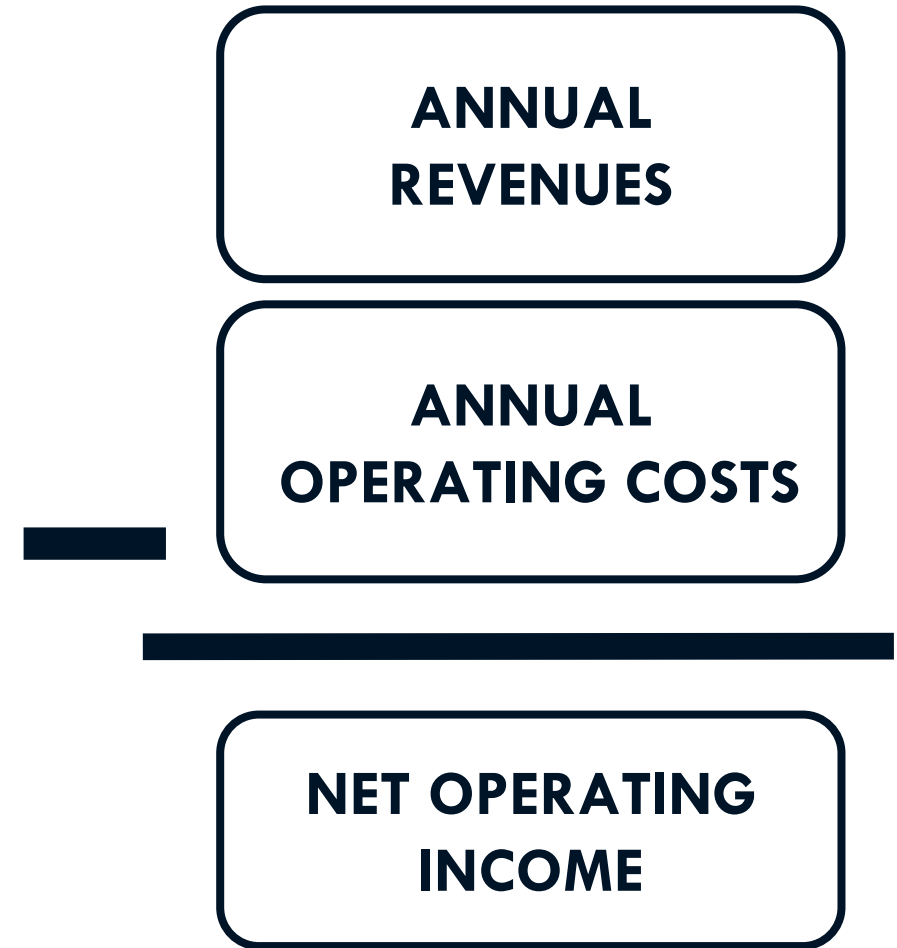 ANNUAL
REVENUES
ANNUAL
OPERATING COSTS
NET OPERATING
INCOME